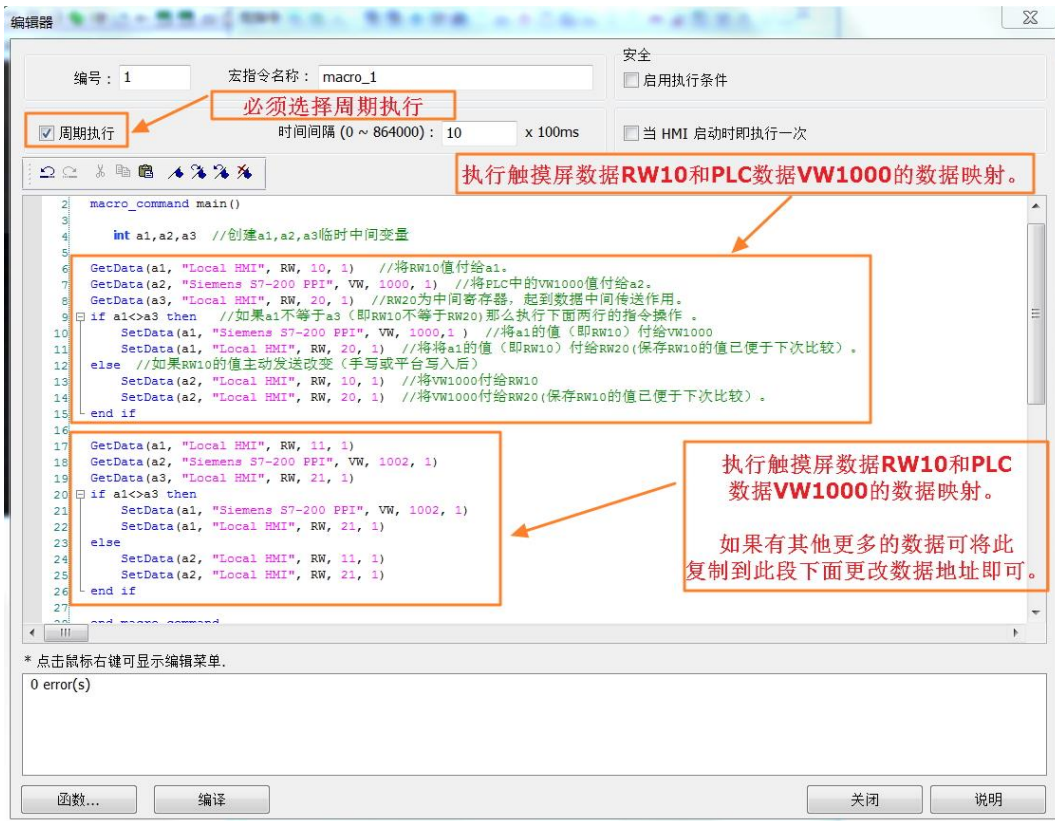 编辑器
安全
编号： 1
宏指令名称： macro_1
启用执行条件
必须选择周期执行
周期执行
时间间隔 (0 ~ 864000)： 10 x 100ms
当 HMI 启动时即执行一次
执行触摸屏数据RW10和PLC数据VW1000的数据映射。
2 macro_command main()
3
4 int a1,a2,a3 //创建a1,a2,a3临时中间变量
5
6 GetData(a1, "Local HMI", RW, 10, 1) //将RW10值付给a1。
7 GetData(a2, "Siemens S7-200 PPI", VW, 1000, 1) //将PLC中的VW1000值付给a2。
8 GetData(a3, "Local HMI", RW, 20, 1) //RW20为中间寄存器，起到数据中间传送作用。
9 if a1<>a3 then //如果a1不等于a3（即RW10不等于RW20)那么执行下面两行的指令操作 。
10 SetData(a1, "Siemens S7-200 PPI", VW, 1000,1 ) //将a1的值（即RW10）付给VW1000
11 SetData(a1, "Local HMI", RW, 20, 1) //将将a1的值（即RW10）付给RW20(保存RW10的值已便于下次比较）。
12 else //如果RW10的值主动发送改变（手写或平台写入后）
13 SetData(a2, "Local HMI", RW, 10, 1) //将VW1000付给RW10
14 SetData(a2, "Local HMI", RW, 20, 1) //将VW1000付给RW20(保存RW10的值已便于下次比较）。
15 end if
16
17 GetData(a1, "Local HMI", RW, 11, 1)
18 GetData(a2, "Siemens S7-200 PPI", VW, 1002, 1)
19 GetData(a3, "Local HMI", RW, 21, 1)
20 if a1<>a3 then
21 SetData(a1, "Siemens S7-200 PPI", VW, 1002, 1)
22 SetData(a1, "Local HMI", RW, 21, 1)
23 else
24 SetData(a2, "Local HMI", RW, 11, 1)
25 SetData(a2, "Local HMI", RW, 21, 1)
26 end if
27
执行触摸屏数据RW10和PLC
数据VW1000的数据映射。
如果有其他更多的数据可将此
复制到此段下面更改数据地址即可。
* 点击鼠标右键可显示编辑菜单.
0 error(s)
函数...
编译
关闭
说明